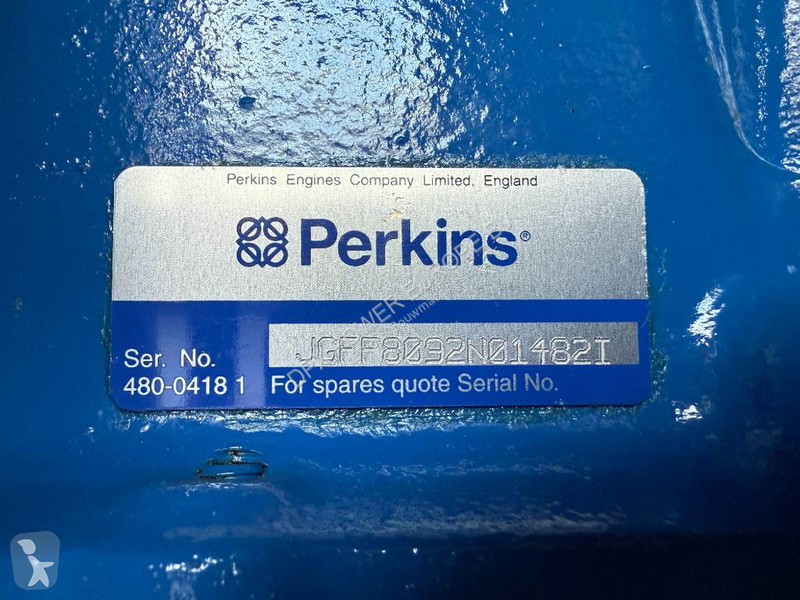 Perkins Engines Company Limited, England
Perkins®
Ser. No.
JGFF8092N01482I
480-0418 1
For spares quote Serial No.